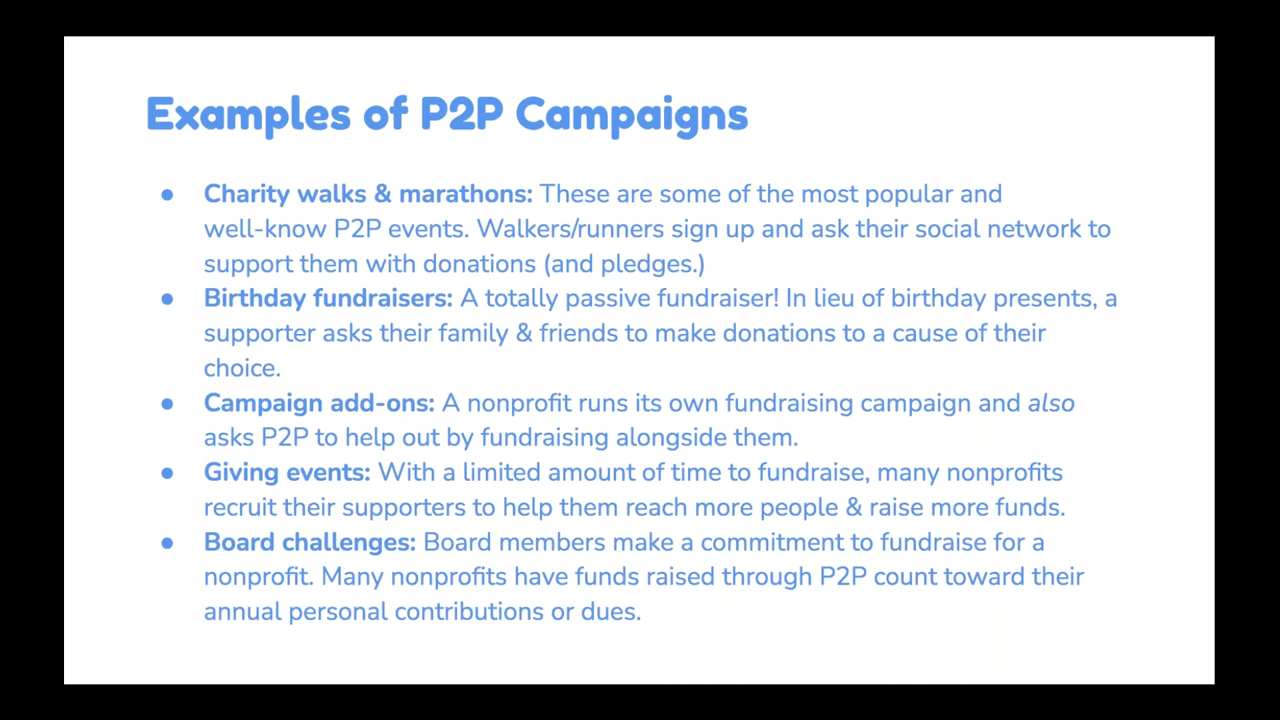 Examples of P2P Campaigns
● Charity walks & marathons: These are some of the most popular and
well-know P2P events. Walkers/runners sign up and ask their social network to
support them with donations (and pledges.)
● Birthday fundraisers: A totally passive fundraiser! In lieu of birthday presents, a
supporter asks their family & friends to make donations to a cause of their
choice.
● Campaign add-ons: A nonprofit runs its own fundraising campaign and also
asks P2P to help out by fundraising alongside them.
● Giving events: With a limited amount of time to fundraise, many nonprofits
recruit their supporters to help them reach more people & raise more funds.
● Board challenges: Board members make a commitment to fundraise for a
nonprofit. Many nonprofits have funds raised through P2P count toward their
annual personal contributions or dues.